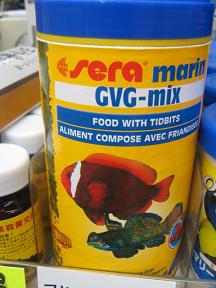 sera marin
GVG-mix
FOOD WITH TIDBITS
ALIMENT COMPOSE AVEC FRIANDISES